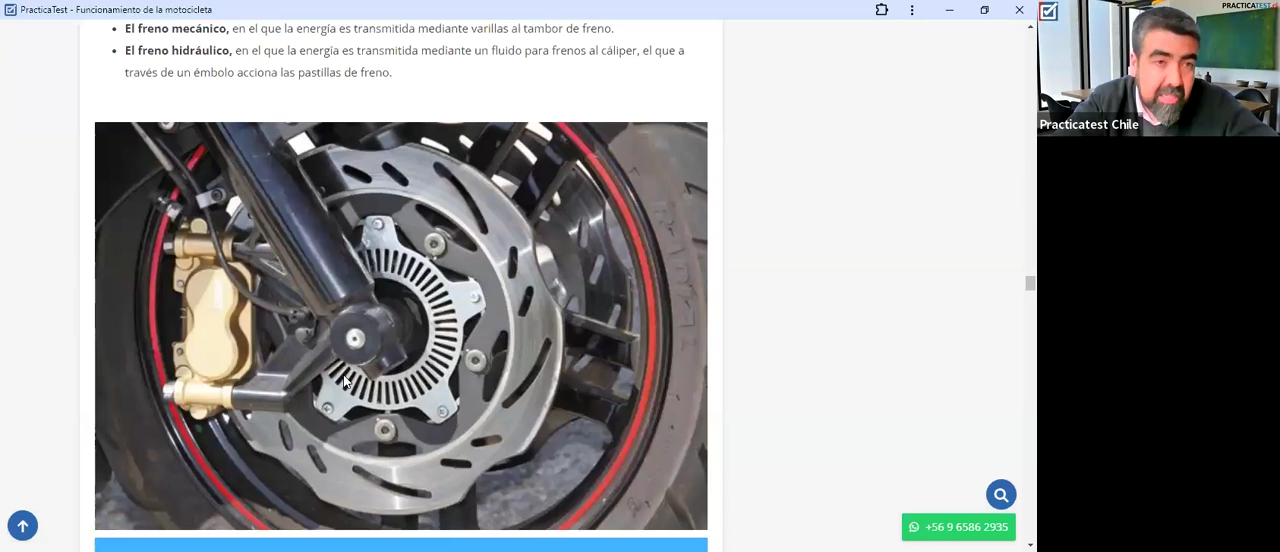 PracticaTest - Funcionamiento de la motocicleta
PRACTICATEST
El freno mecánico, en el que la energía es transmitida mediante varillas al tambor de freno.
El freno hidráulico, en el que la energía es transmitida mediante un fluido para frenos al cáliper, el que a
través de un émbolo acciona las pastillas de freno.
Practicatest Chile
+56 9 6586 2935